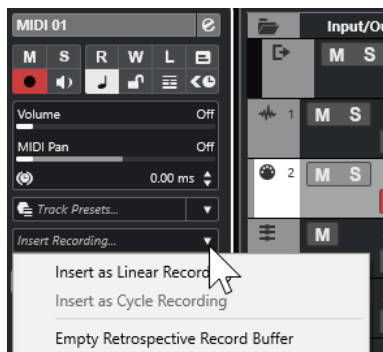 MIDI 01
e
Input/Ou
M S R W L
M S
Volume Off
1 M S
MIDI Pan Off
0.00 ms
2 M S
Track Presets...
Insert Recording...
M
Insert as Linear Record
Insert as Cycle Recording
Empty Retrospective Record Buffer